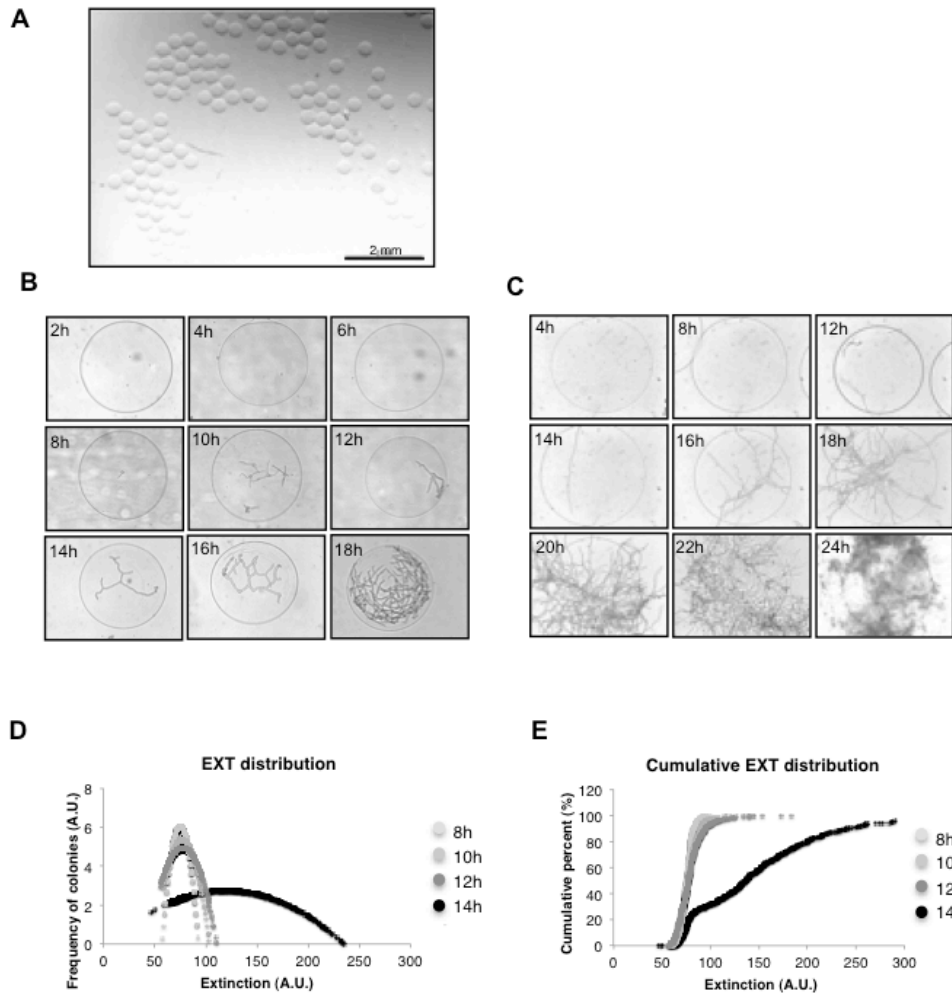 A
2 mm
B
2h
4h
6h
8h
10h
12h
14h
16h
18h
C
4h
8h
12h
14h
16h
18h
20h
22h
24h
D
EXT distribution
Frequency of colonies (A.U.)
8
6
4
2
0
0 50 100 150 200 250 300
Extinction (A.U.)
8h
10h
12h
14h
E
Cumulative EXT distribution
Cumulative percent (%)
120
100
80
60
40
20
0
0 50 100 150 200 250 300
Extinction (A.U.)
8h
10
12
14